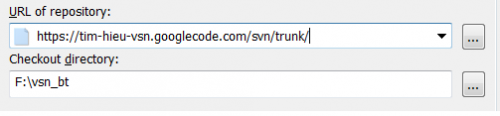 URL of repository:
https://tim-hieu-vsn.googlecode.com/svn/trunk/
...
Checkout directory:
F:\vsn_bt
...